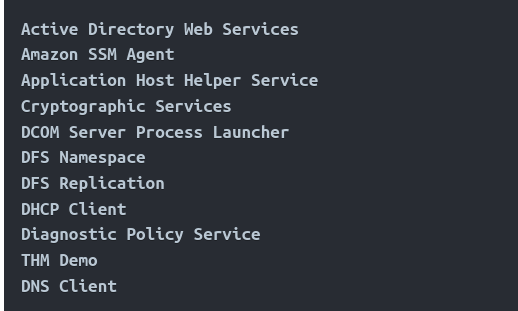 Active Directory Web Services
Amazon SSM Agent
Application Host Helper Service
Cryptographic Services
DCOM Server Process Launcher
DFS Namespace
DFS Replication
DHCP Client
Diagnostic Policy Service
THM Demo
DNS Client